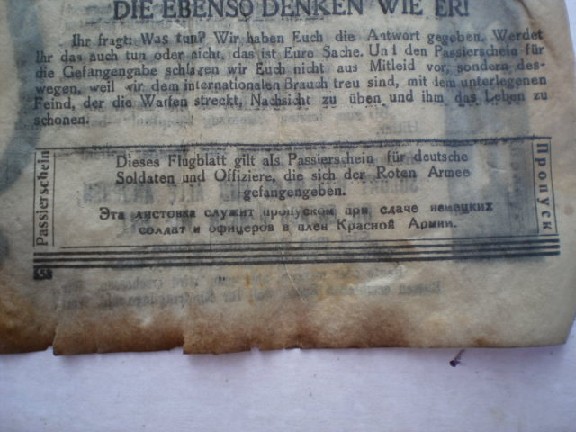 DIE EBENSO DENKEN WIE ER!
Ihr fragt: Was tun? Wir haben Euch die Antwort gegeben. Werdet
Ihr das auch tun oder nicht, das ist Eure Sache. Und den Passierschein für
die Gefangengabe schlagen wir Euch nicht aus Mitleid vor, sondern des-
wegen, weil wir dem internationalen Brauch treu sind, mit dem unterlegenen
Feind, der die Waffen streckt, Nachsicht zu üben und ihm das Leben zu
schonen.
Passierschein
Dieses Flugblatt gilt als Passierschein für deutsche
Soldaten und Offiziere, die sich der Roten Armee
gefangengeben.
Эта листовка служит пропуском при сдаче немецких
солдат и офицеров в плен Красной Армии.
Пропуск